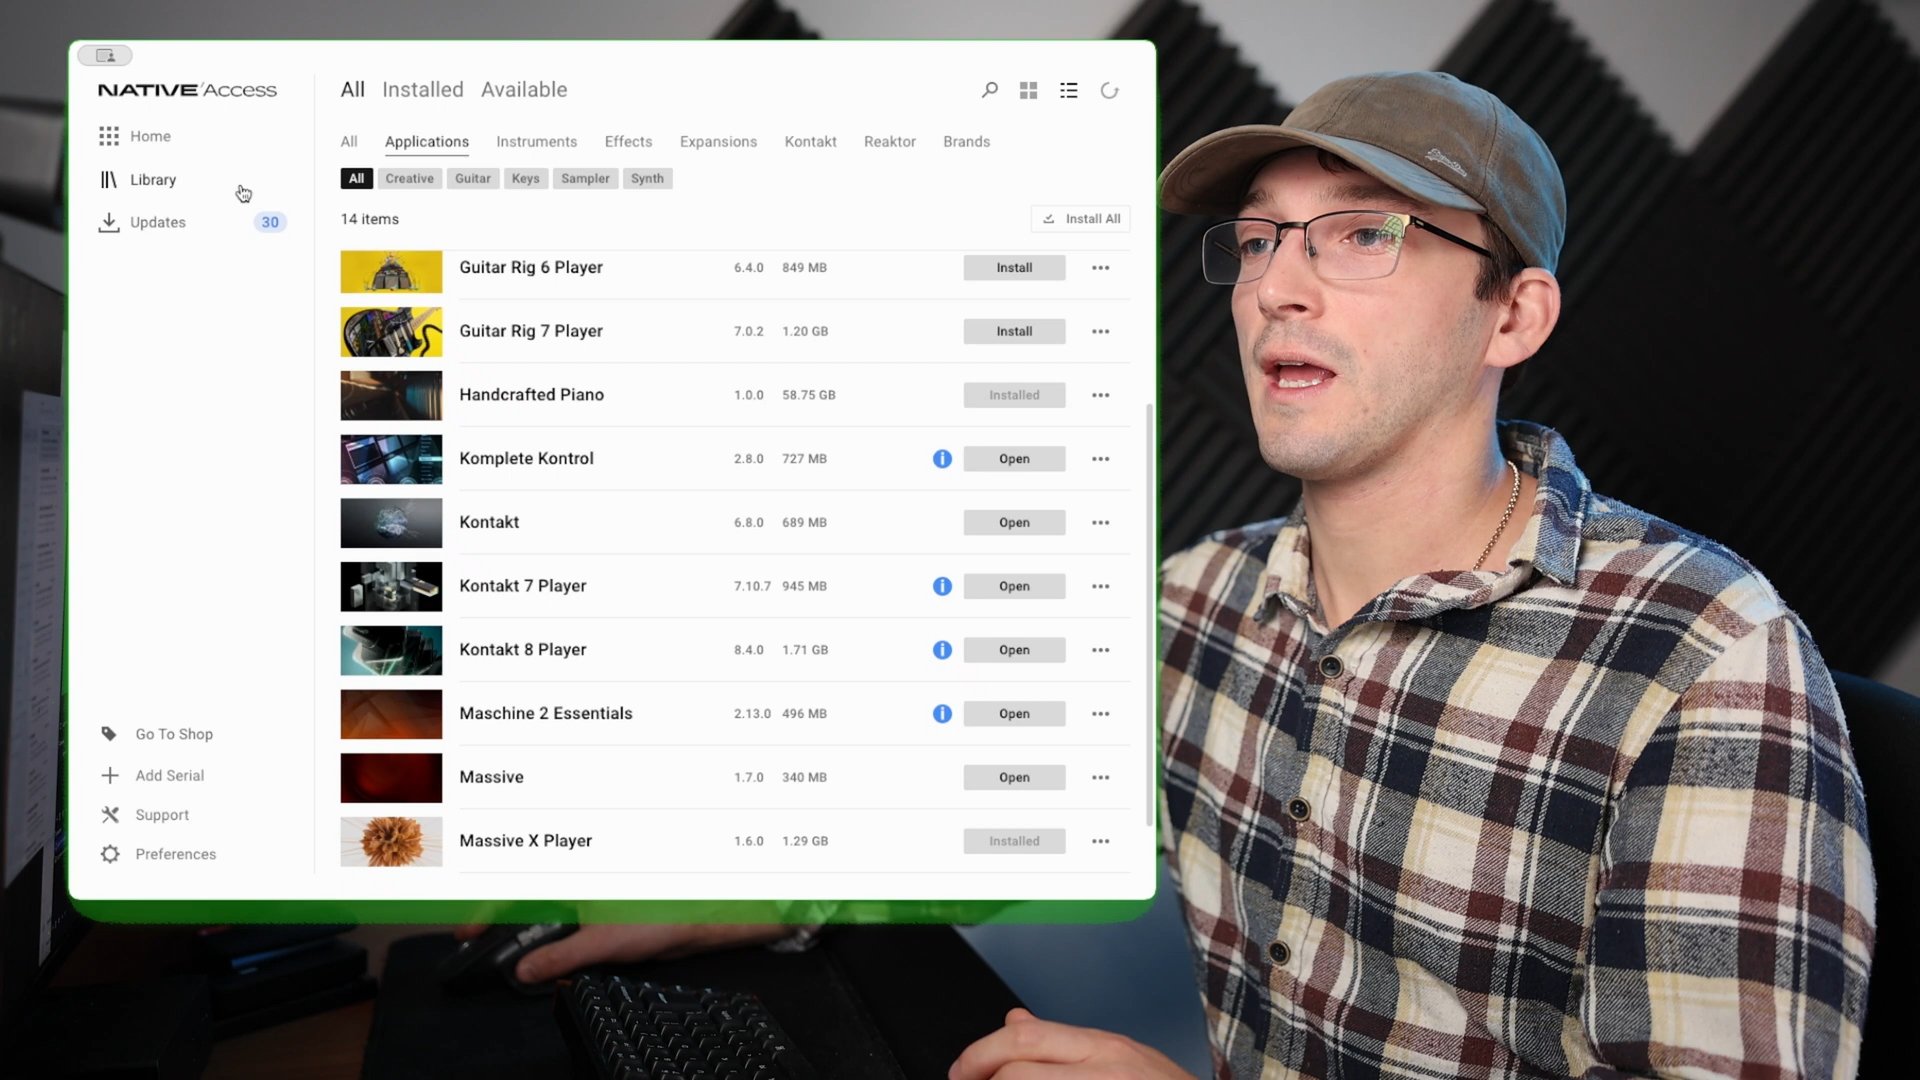 NATIVE/Access
Home
Library
Updates 30
Go To Shop
Add Serial
Support
Preferences
All Installed Available
All Applications Instruments Effects Expansions Kontakt Reaktor Brands
All Creative Guitar Keys Sampler Synth
14 items Install All
Guitar Rig 6 Player 6.4.0 849 MB Install
Guitar Rig 7 Player 7.0.2 1.20 GB Install
Handcrafted Piano 1.0.0 58.75 GB Installed
Komplete Kontrol 2.8.0 727 MB Open
Kontakt 6.8.0 689 MB Open
Kontakt 7 Player 7.10.7 945 MB Open
Kontakt 8 Player 8.4.0 1.71 GB Open
Maschine 2 Essentials 2.13.0 496 MB Open
Massive 1.7.0 340 MB Open
Massive X Player 1.6.0 1.29 GB Installed